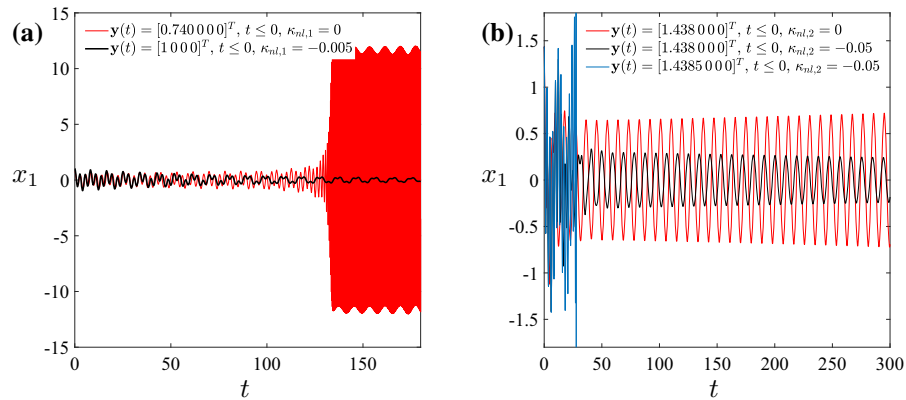 (a)
y(t) = [0.74 0 0 0]^T, t ≤ 0, κ_{nl,1} = 0
y(t) = [1 0 0 0]^T, t ≤ 0, κ_{nl,1} = −0.005
15
10
5
0
-5
-10
-15
x_1
0
50
100
150
t
(b)
y(t) = [1.438 0 0 0]^T, t ≤ 0, κ_{nl,2} = 0
y(t) = [1.438 0 0 0]^T, t ≤ 0, κ_{nl,2} = −0.05
y(t) = [1.4385 0 0 0]^T, t ≤ 0, κ_{nl,2} = −0.05
1.5
1
0.5
0
-0.5
-1
-1.5
x_1
0
50
100
150
200
250
300
t